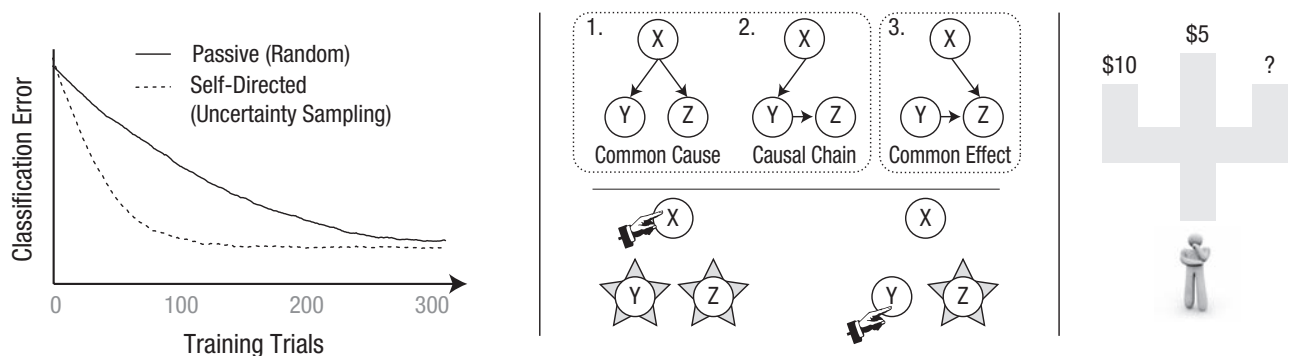 Classification Error
Passive (Random)
Self-Directed
(Uncertainty Sampling)
0 100 200 300
Training Trials
1. X Y Z
Common Cause
2. X Y Z
Causal Chain
3. X Y Z
Common Effect
X
Y Z
X
Y Z
$10 $5 ?